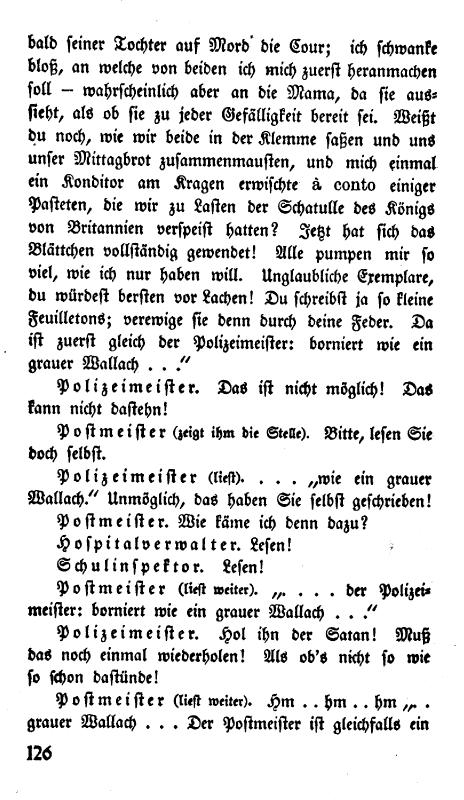 bald seiner Tochter auf Mord die Cour; ich schwanke
bloß, an welche von beiden ich mich zuerst heranmachen
soll — wahrscheinlich aber an die Mama, da sie aus-
sieht, als ob sie zu jeder Gefälligkeit bereit sei. Weißt
du noch, wie wir beide in der Klemme saßen und uns
unser Mittagbrot zusammenmausten, und mich einmal
ein Konditor am Kragen erwischte à conto einiger
Pasteten, die wir zu Lasten der Schatulle des Königs
von Britannien verspeist hatten? Jetzt hat sich das
Blättchen vollständig gewendet! Alle pumpen mir so
viel, wie ich nur haben will. Unglaubliche Exemplare,
du würdest bersten vor Lachen! Du schreibst ja so kleine
Feuilletons; verewige sie denn durch deine Feder. Da
ist zuerst gleich der Polizeimeister: borniert wie ein
grauer Wallach . . .“
Polizeimeister. Das ist nicht möglich! Das
kann nicht dastehn!
Postmeister (zeigt ihm die Stelle). Bitte, lesen Sie
doch selbst.
Polizeimeister (liest). . . . „wie ein grauer
Wallach.“ Unmöglich, das haben Sie selbst geschrieben!
Postmeister. Wie käme ich denn dazu?
Hospitalverwalter. Lesen!
Schulinspektor. Lesen!
Postmeister (liest weiter). „. . . . der Polizei-
meister: borniert wie ein grauer Wallach . . .“
Polizeimeister. Hol ihn der Satan! Muß
das noch einmal wiederholen! Als ob's nicht so wie
so schon dastünde!
Postmeister (liest weiter). Hm . . hm . . hm „. .
grauer Wallach . . . Der Postmeister ist gleichfalls ein
126